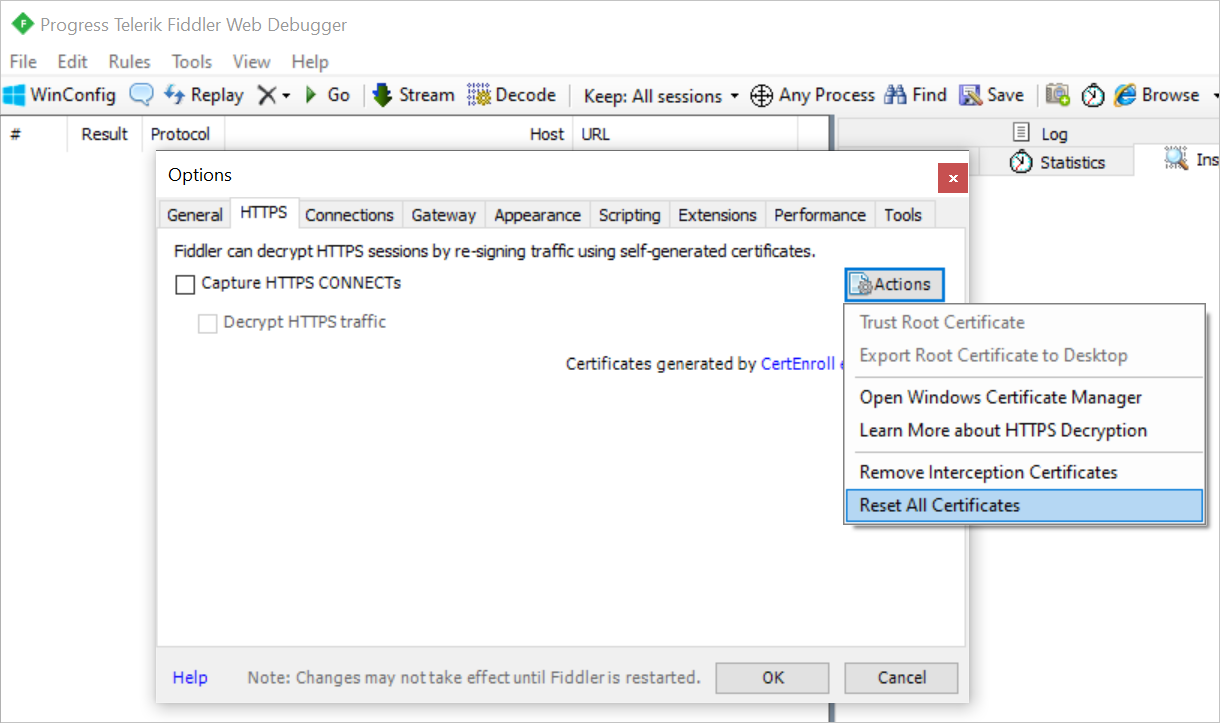 Progress Telerik Fiddler Web Debugger
File Edit Rules Tools View Help
WinConfig Replay Go Stream Decode Keep: All sessions Any Process Find Save Browse
# Result Protocol Host URL
Log
Statistics
Ins
Options
General HTTPS Connections Gateway Appearance Scripting Extensions Performance Tools
Fiddler can decrypt HTTPS sessions by re-signing traffic using self-generated certificates.
Capture HTTPS CONNECTs
Actions
Decrypt HTTPS traffic
Certificates generated by CertEnroll
Trust Root Certificate
Export Root Certificate to Desktop
Open Windows Certificate Manager
Learn More about HTTPS Decryption
Remove Interception Certificates
Reset All Certificates
Help Note: Changes may not take effect until Fiddler is restarted. OK Cancel